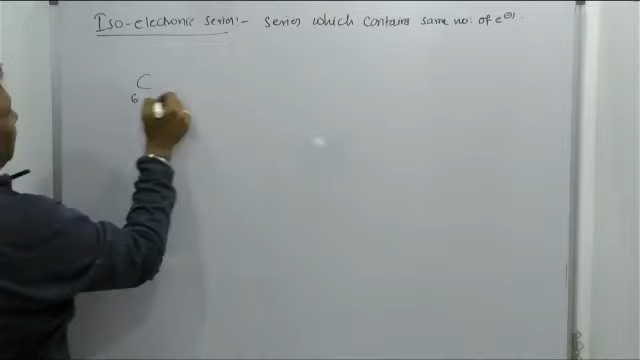 Iso-electronic series:- series which contains same no: of e⊖s.
C
6